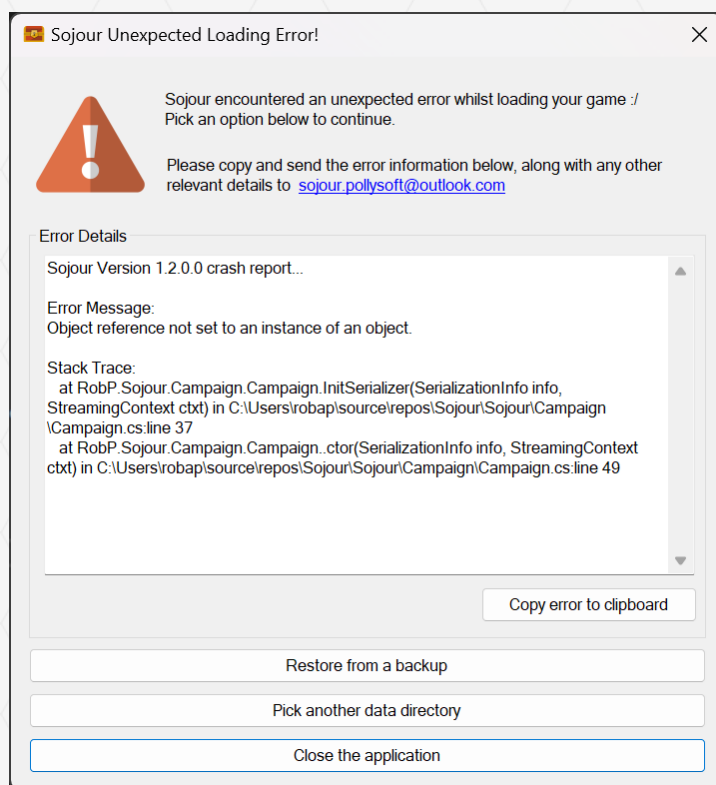 Sojour Unexpected Loading Error!
Sojour encountered an unexpected error whilst loading your game :/
Pick an option below to continue.
Please copy and send the error information below, along with any other
relevant details to sojour.pollysoft@outlook.com
Error Details
Sojour Version 1.2.0.0 crash report...
Error Message:
Object reference not set to an instance of an object.
Stack Trace:
at RobP.Sojour.Campaign.Campaign.InitSerializer(SerializationInfo info,
StreamingContext ctxt) in C:\Users\robap\source\repos\Sojour\Sojour\Campaign
\Campaign.cs:line 37
at RobP.Sojour.Campaign.Campaign..ctor(SerializationInfo info, StreamingContext
ctxt) in C:\Users\robap\source\repos\Sojour\Sojour\Campaign\Campaign.cs:line 49
Copy error to clipboard
Restore from a backup
Pick another data directory
Close the application